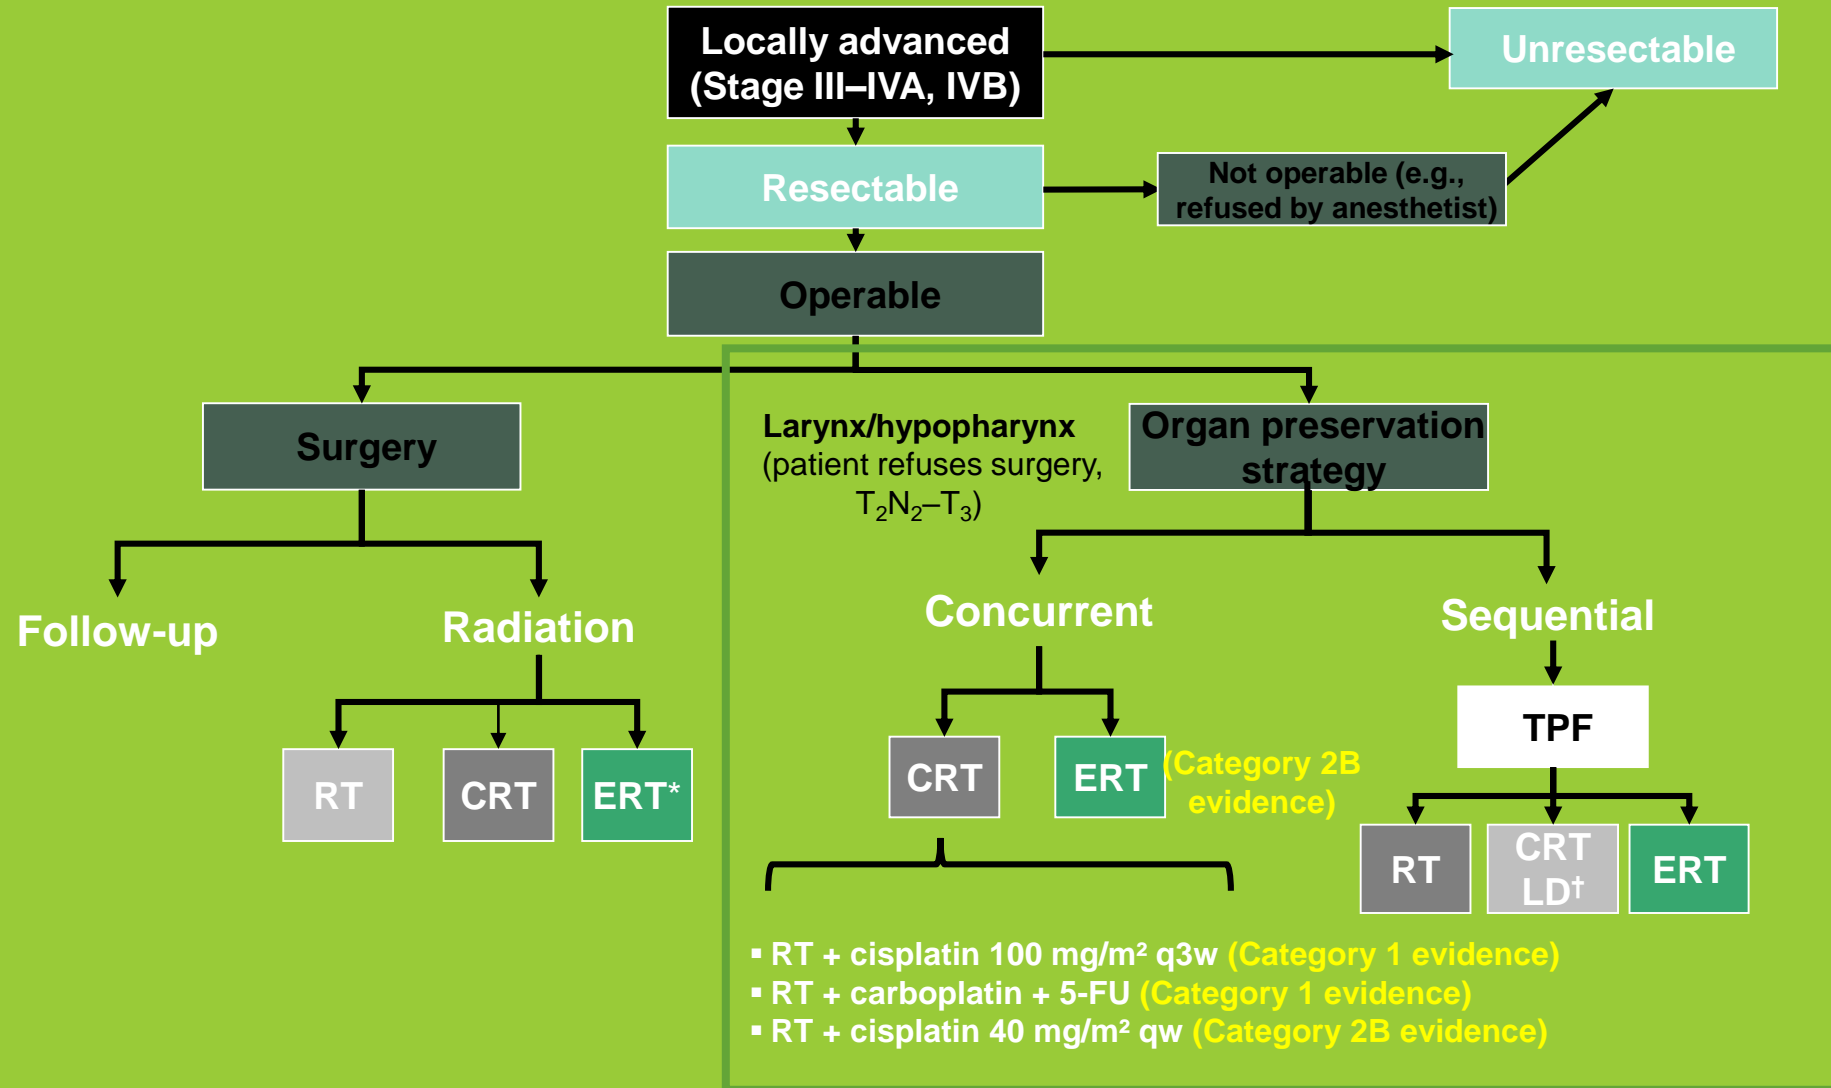 Locally advanced
(Stage III–IVA, IVB)
Unresectable
Resectable
Not operable (e.g.,
refused by anesthetist)
Operable
Surgery
Larynx/hypopharynx
(patient refuses surgery,
T₂N₂–T₃)
Organ preservation
strategy
Follow-up
Radiation
Concurrent
Sequential
RT
CRT
ERT*
CRT
ERT
(Category 2B
evidence)
TPF
RT
CRT
LD†
ERT
▪ RT + cisplatin 100 mg/m² q3w (Category 1 evidence)
▪ RT + carboplatin + 5-FU (Category 1 evidence)
▪ RT + cisplatin 40 mg/m² qw (Category 2B evidence)